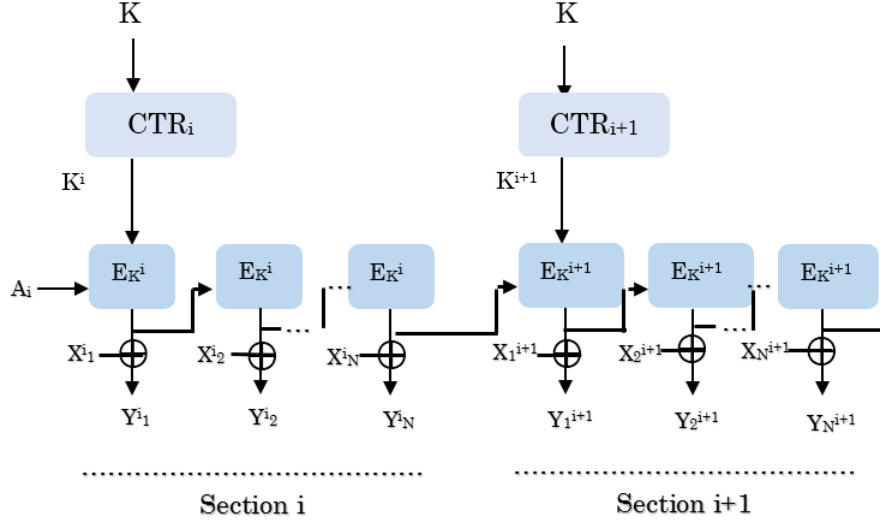 K K
CTRi CTRi+1
Kⁱ Kⁱ⁺¹
Aᵢ E_Kⁱ E_Kⁱ E_Kⁱ E_Kⁱ⁺¹ E_Kⁱ⁺¹ E_Kⁱ⁺¹
Xⁱ₁ Xⁱ₂ Xⁱ_N X₁ⁱ⁺¹ X₂ⁱ⁺¹ X_Nⁱ⁺¹
Yⁱ₁ Yⁱ₂ Yⁱ_N Y₁ⁱ⁺¹ Y₂ⁱ⁺¹ Y_Nⁱ⁺¹
Section i Section i+1